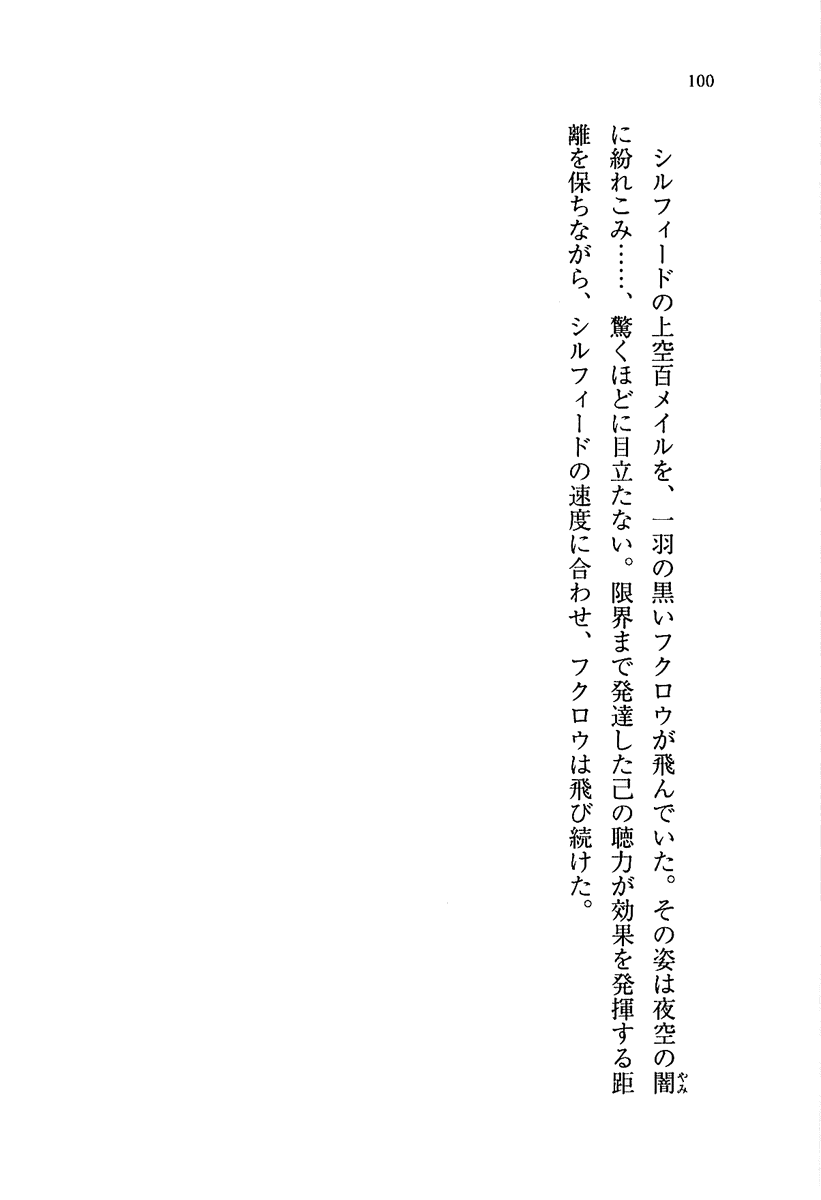 100
シルフィードの上空百メイルを、一羽の黒いフクロウが飛んでいた。その姿は夜空の闇やみ
に紛れこみ……、驚くほどに目立たない。限界まで発達した己の聴力が効果を発揮する距
離を保ちながら、シルフィードの速度に合わせ、フクロウは飛び続けた。